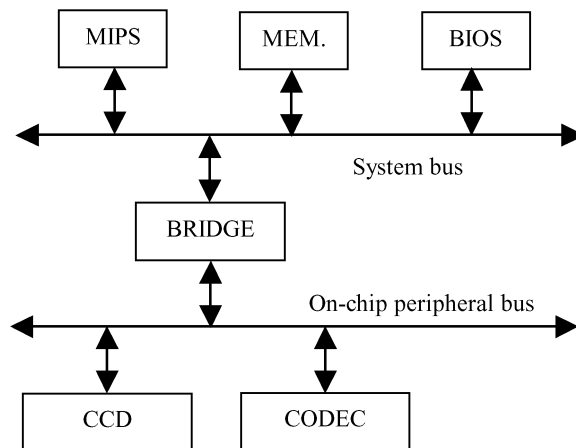 MIPS
MEM.
BIOS
System bus
BRIDGE
On-chip peripheral bus
CCD
CODEC